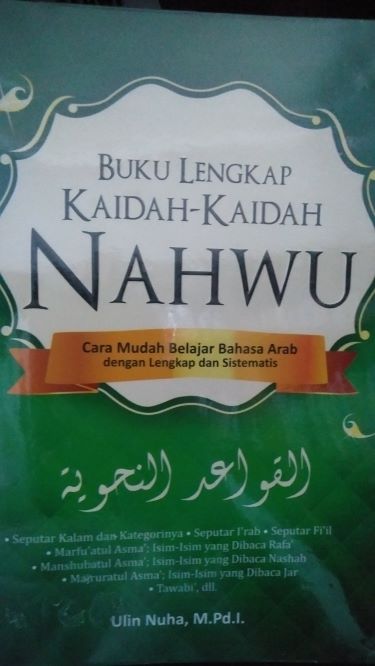 BUKU LENGKAP
KAIDAH-KAIDAH
NAHWU
Cara Mudah Belajar Bahasa Arab
dengan Lengkap dan Sistematis
القواعد النحوية
• Seputar Kalam dan Kategorinya • Seputar I'rab • Seputar Fi'il
• Marfu'atul Asma'; Isim-Isim yang Dibaca Rafa'
• Manshubatul Asma'; Isim-Isim yang Dibaca Nashab
• Majruratul Asma'; Isim-Isim yang Dibaca Jar
• Tawabi', dll.
Ulin Nuha, M.Pd.I.